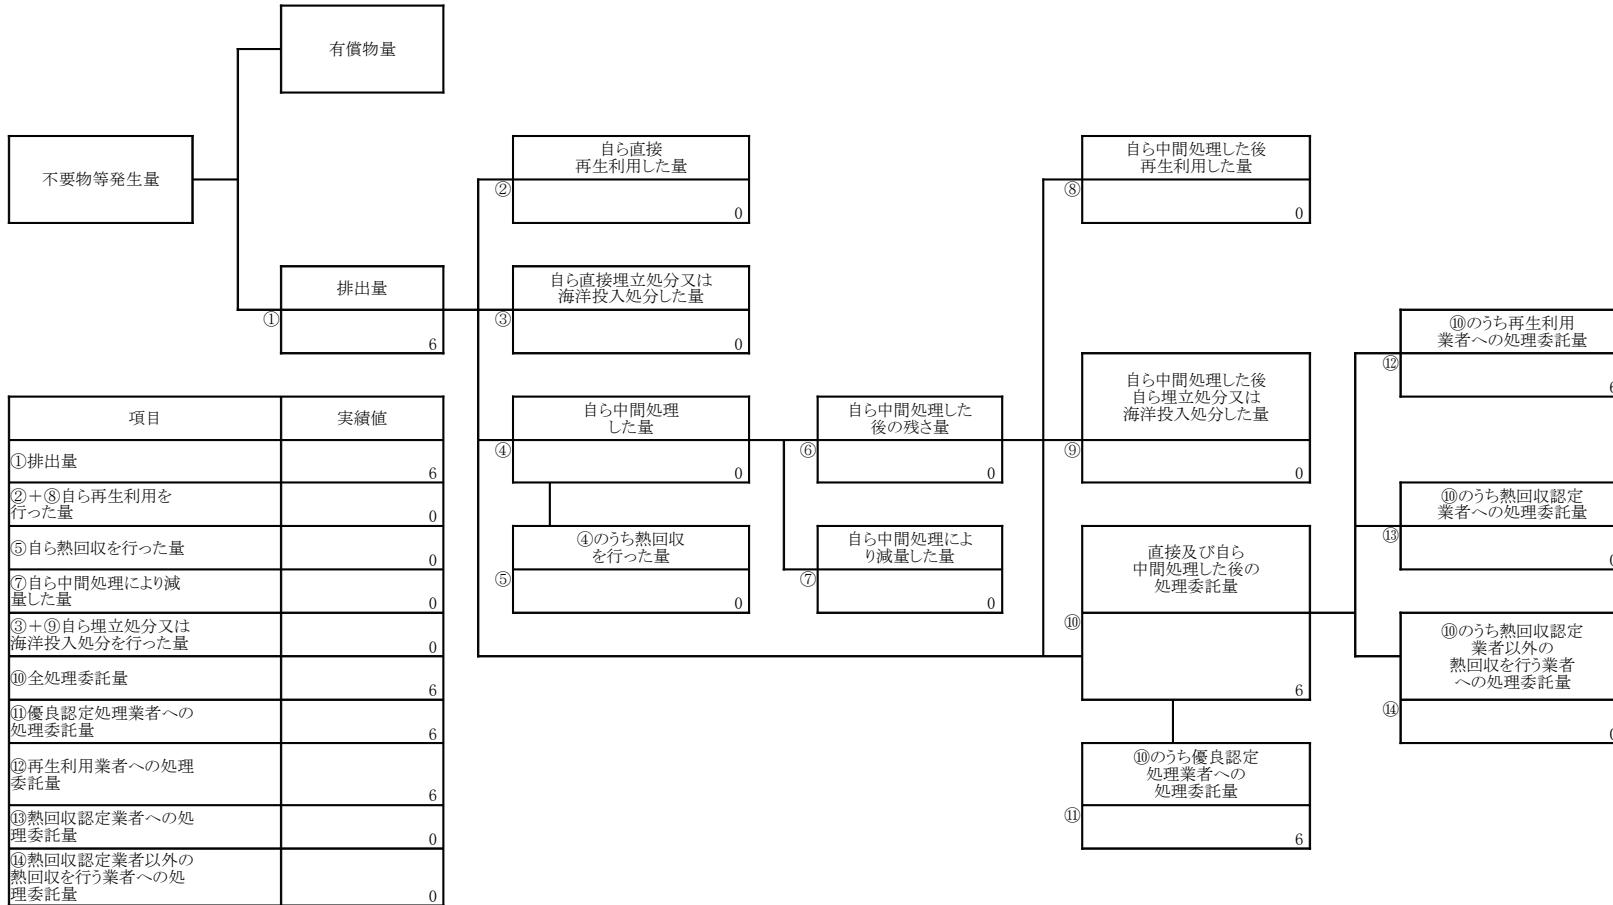 有償物量
不要物等発生量
自ら直接
再生利用した量
②
0
自ら中間処理した後
再生利用した量
⑧
0
排出量
①
6
自ら直接埋立処分又は
海洋投入処分した量
③
0
⑩のうち再生利用
業者への処理委託量
⑫
6
自ら中間処理
した量
④
0
自ら中間処理した
後の残さ量
⑥
0
自ら中間処理した後
自ら埋立処分又は
海洋投入処分した量
⑨
0
⑩のうち熱回収認定
業者への処理委託量
⑬
0
④のうち熱回収
を行った量
⑤
0
自ら中間処理によ
り減量した量
⑦
0
直接及び自ら
中間処理した後の
処理委託量
⑩
6
⑩のうち熱回収認定
業者以外の
熱回収を行う業者
への処理委託量
⑭
0
⑩のうち優良認定
処理業者への
処理委託量
⑪
6
項目 実績値
①排出量 6
②＋⑧自ら再生利用を
行った量 0
⑤自ら熱回収を行った量 0
⑦自ら中間処理により減
量した量 0
③＋⑨自ら埋立処分又は
海洋投入処分を行った量 0
⑩全処理委託量 6
⑪優良認定処理業者への
処理委託量 6
⑫再生利用業者への処理
委託量 6
⑬熱回収認定業者への処
理委託量 0
⑭熱回収認定業者以外の
熱回収を行う業者への処
理委託量 0